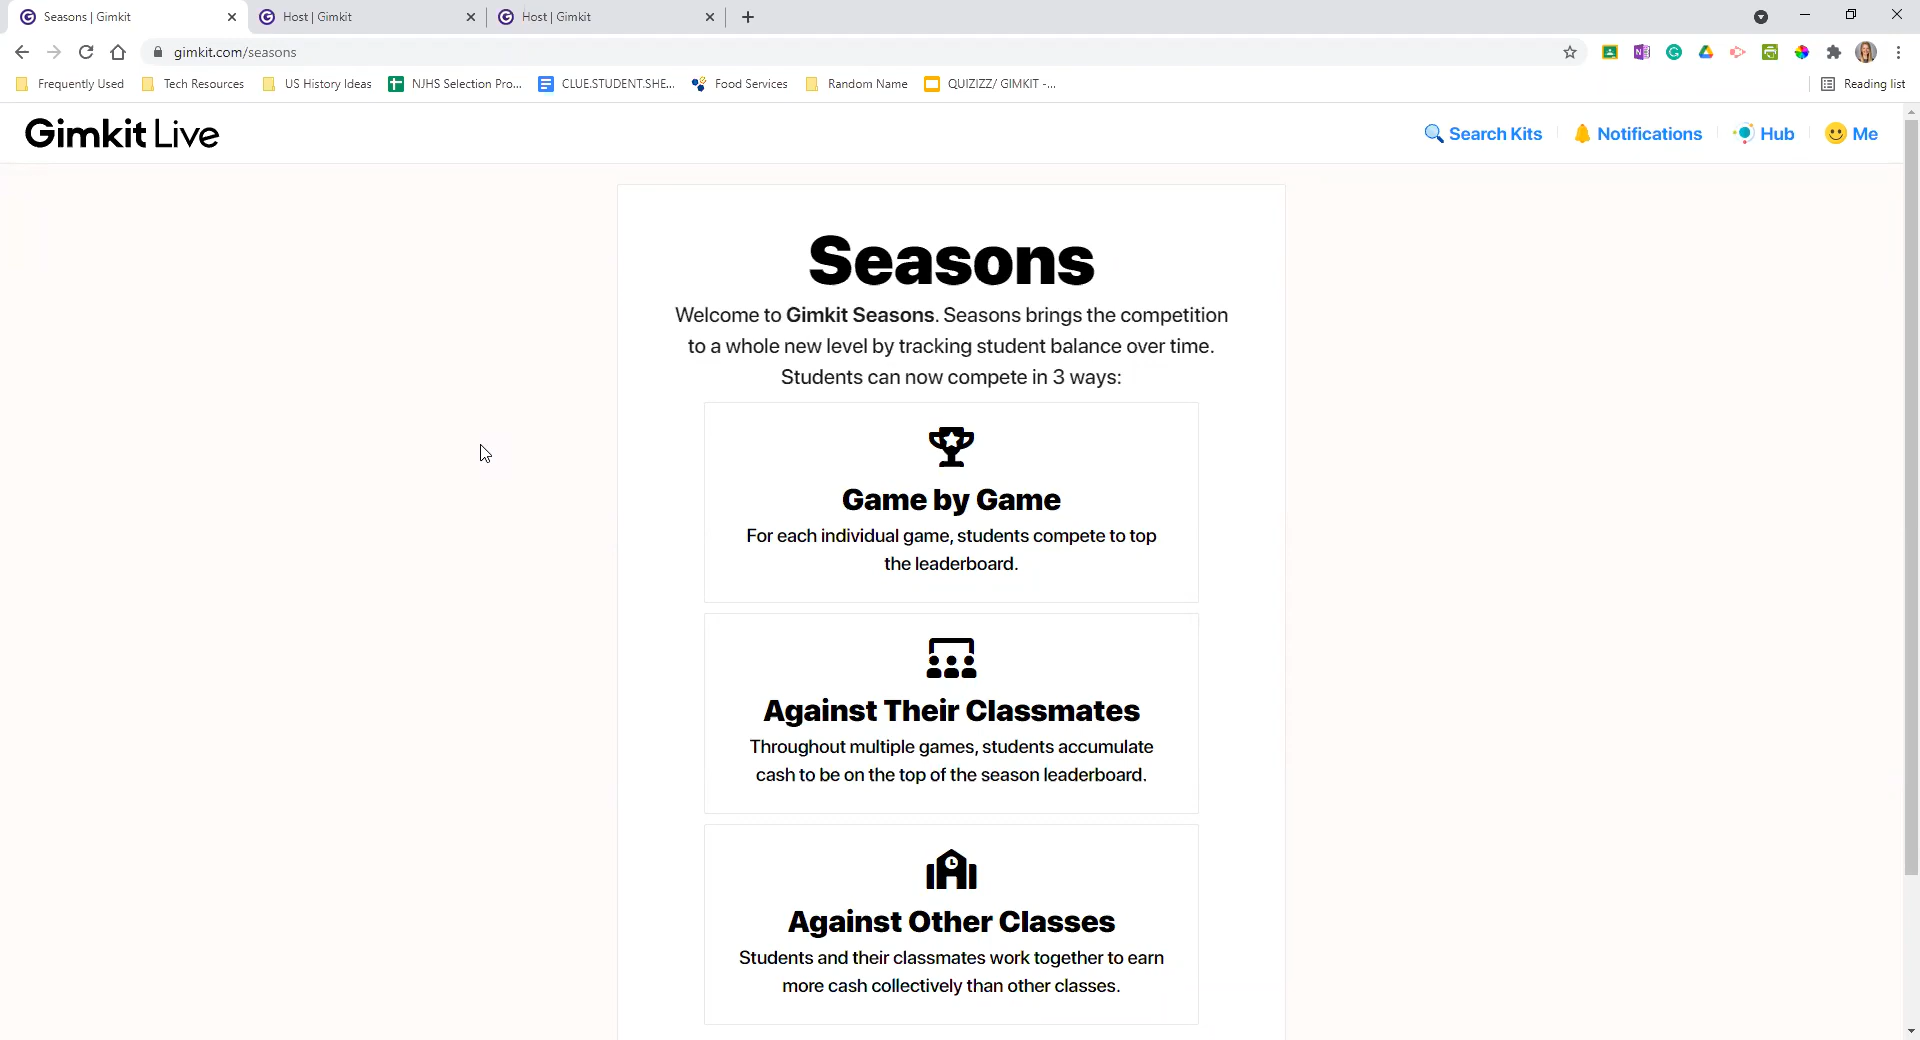 Seasons | Gimkit
Host | Gimkit
Host | Gimkit
gimkit.com/seasons
Frequently Used
Tech Resources
US History Ideas
NJHS Selection Pro...
CLUE.STUDENT.SHE...
Food Services
Random Name
QUIZIZZ/ GIMKIT -...
Reading list
Gimkit Live
Search Kits
Notifications
Hub
Me
Seasons
Welcome to Gimkit Seasons. Seasons brings the competition
to a whole new level by tracking student balance over time.
Students can now compete in 3 ways:
Game by Game
For each individual game, students compete to top
the leaderboard.
Against Their Classmates
Throughout multiple games, students accumulate
cash to be on the top of the season leaderboard.
Against Other Classes
Students and their classmates work together to earn
more cash collectively than other classes.